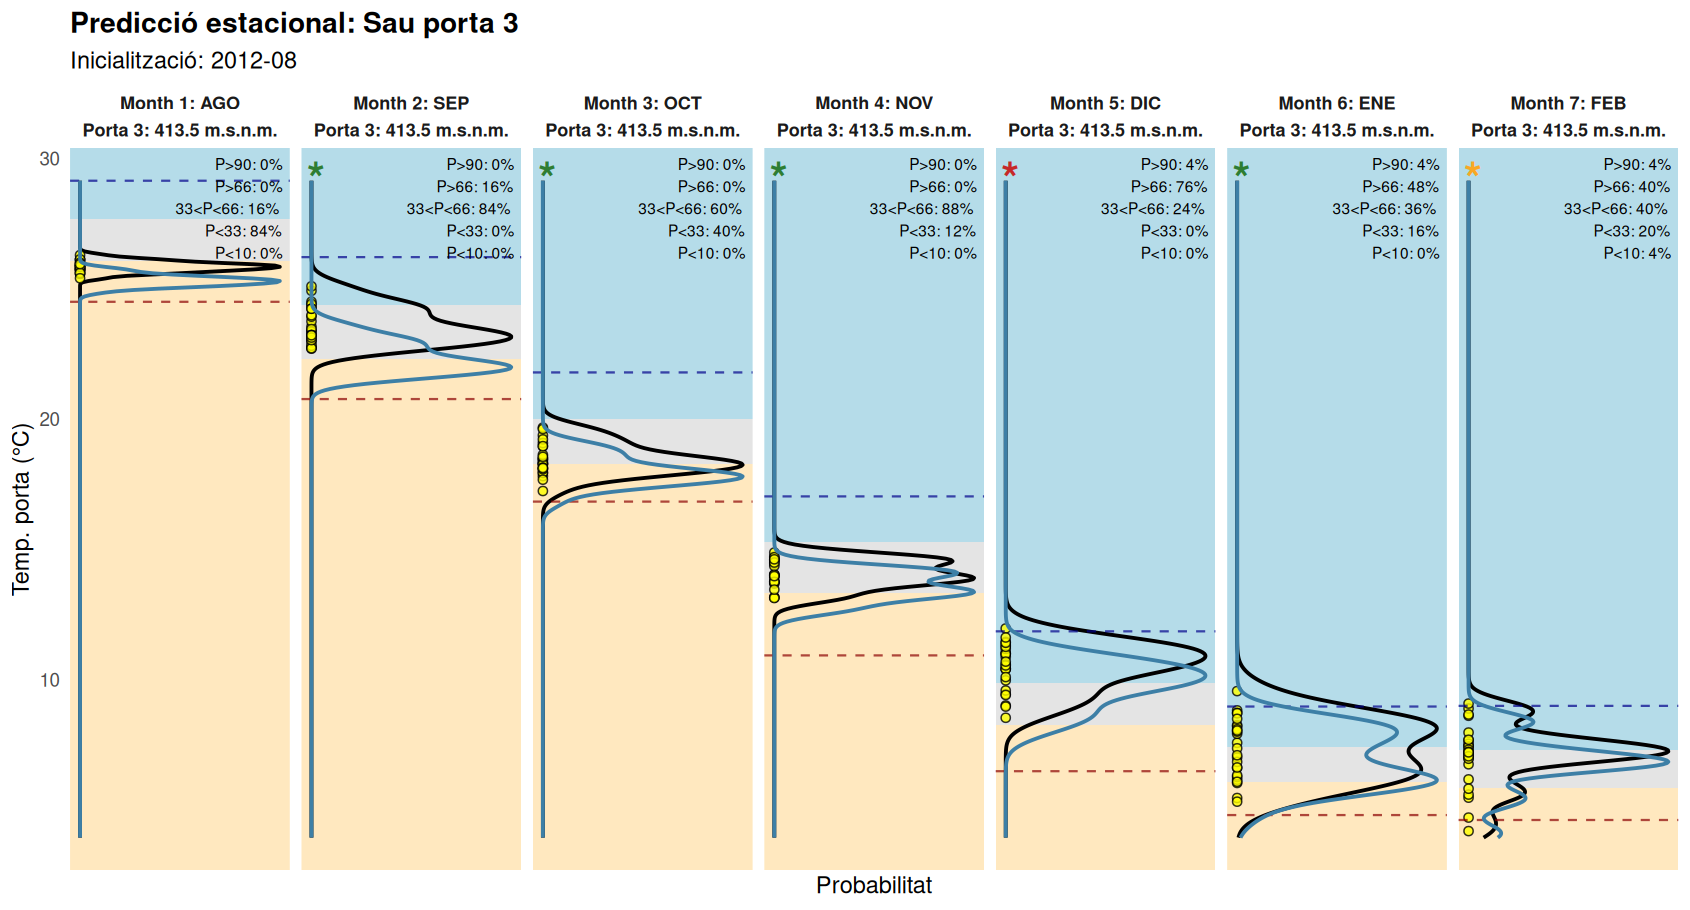 Predicció estacional: Sau porta 3
Inicialització: 2012-08
Month 1: AGO
Porta 3: 413.5 m.s.n.m.
Month 2: SEP
Porta 3: 413.5 m.s.n.m.
Month 3: OCT
Porta 3: 413.5 m.s.n.m.
Month 4: NOV
Porta 3: 413.5 m.s.n.m.
Month 5: DIC
Porta 3: 413.5 m.s.n.m.
Month 6: ENE
Porta 3: 413.5 m.s.n.m.
Month 7: FEB
Porta 3: 413.5 m.s.n.m.
Temp. porta (°C)
30
20
10
P>90: 0%
P>66: 0%
33<P<66: 16%
P<33: 84%
P<10: 0%
*
P>90: 0%
P>66: 16%
33<P<66: 84%
P<33: 0%
P<10: 0%
*
P>90: 0%
P>66: 0%
33<P<66: 60%
P<33: 40%
P<10: 0%
*
P>90: 0%
P>66: 0%
33<P<66: 88%
P<33: 12%
P<10: 0%
*
P>90: 4%
P>66: 76%
33<P<66: 24%
P<33: 0%
P<10: 0%
*
P>90: 4%
P>66: 48%
33<P<66: 36%
P<33: 16%
P<10: 0%
*
P>90: 4%
P>66: 40%
33<P<66: 40%
P<33: 20%
P<10: 4%
Probabilitat